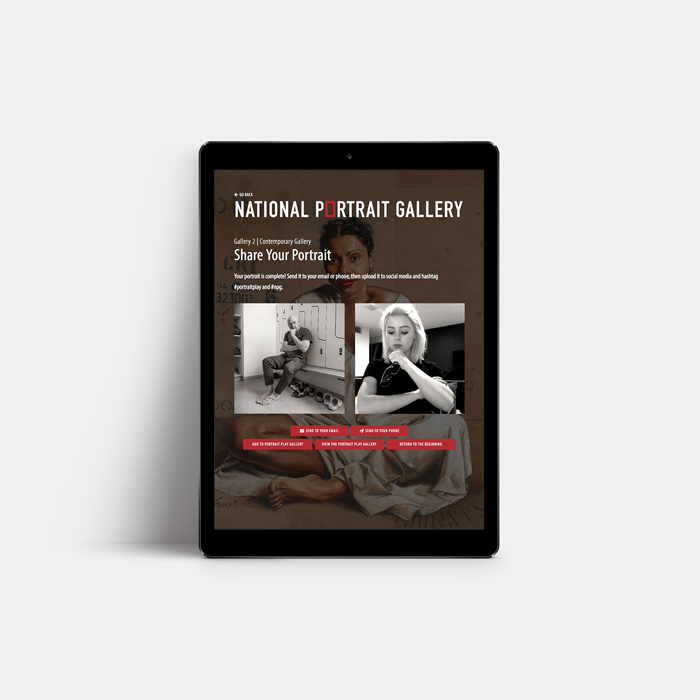 GO BACK
NATIONAL PORTRAIT GALLERY
Gallery 2 | Contemporary Gallery
Share Your Portrait
Your portrait is complete! Send it to your email or phone, then upload it to social media and hashtag
#portraitplay and #npg.
SEND TO YOUR EMAIL SEND TO YOUR PHONE
ADD TO PORTRAIT PLAY GALLERY VIEW THE PORTRAIT PLAY GALLERY RETURN TO THE BEGINNING